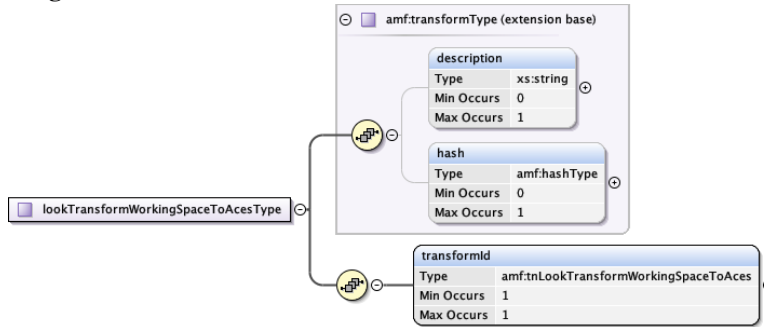 amf:transformType (extension base)
description
Type xs:string
Min Occurs 0
Max Occurs 1
hash
Type amf:hashType
Min Occurs 0
Max Occurs 1
lookTransformWorkingSpaceToAcesType
transformId
Type amf:tnLookTransformWorkingSpaceToAces
Min Occurs 1
Max Occurs 1